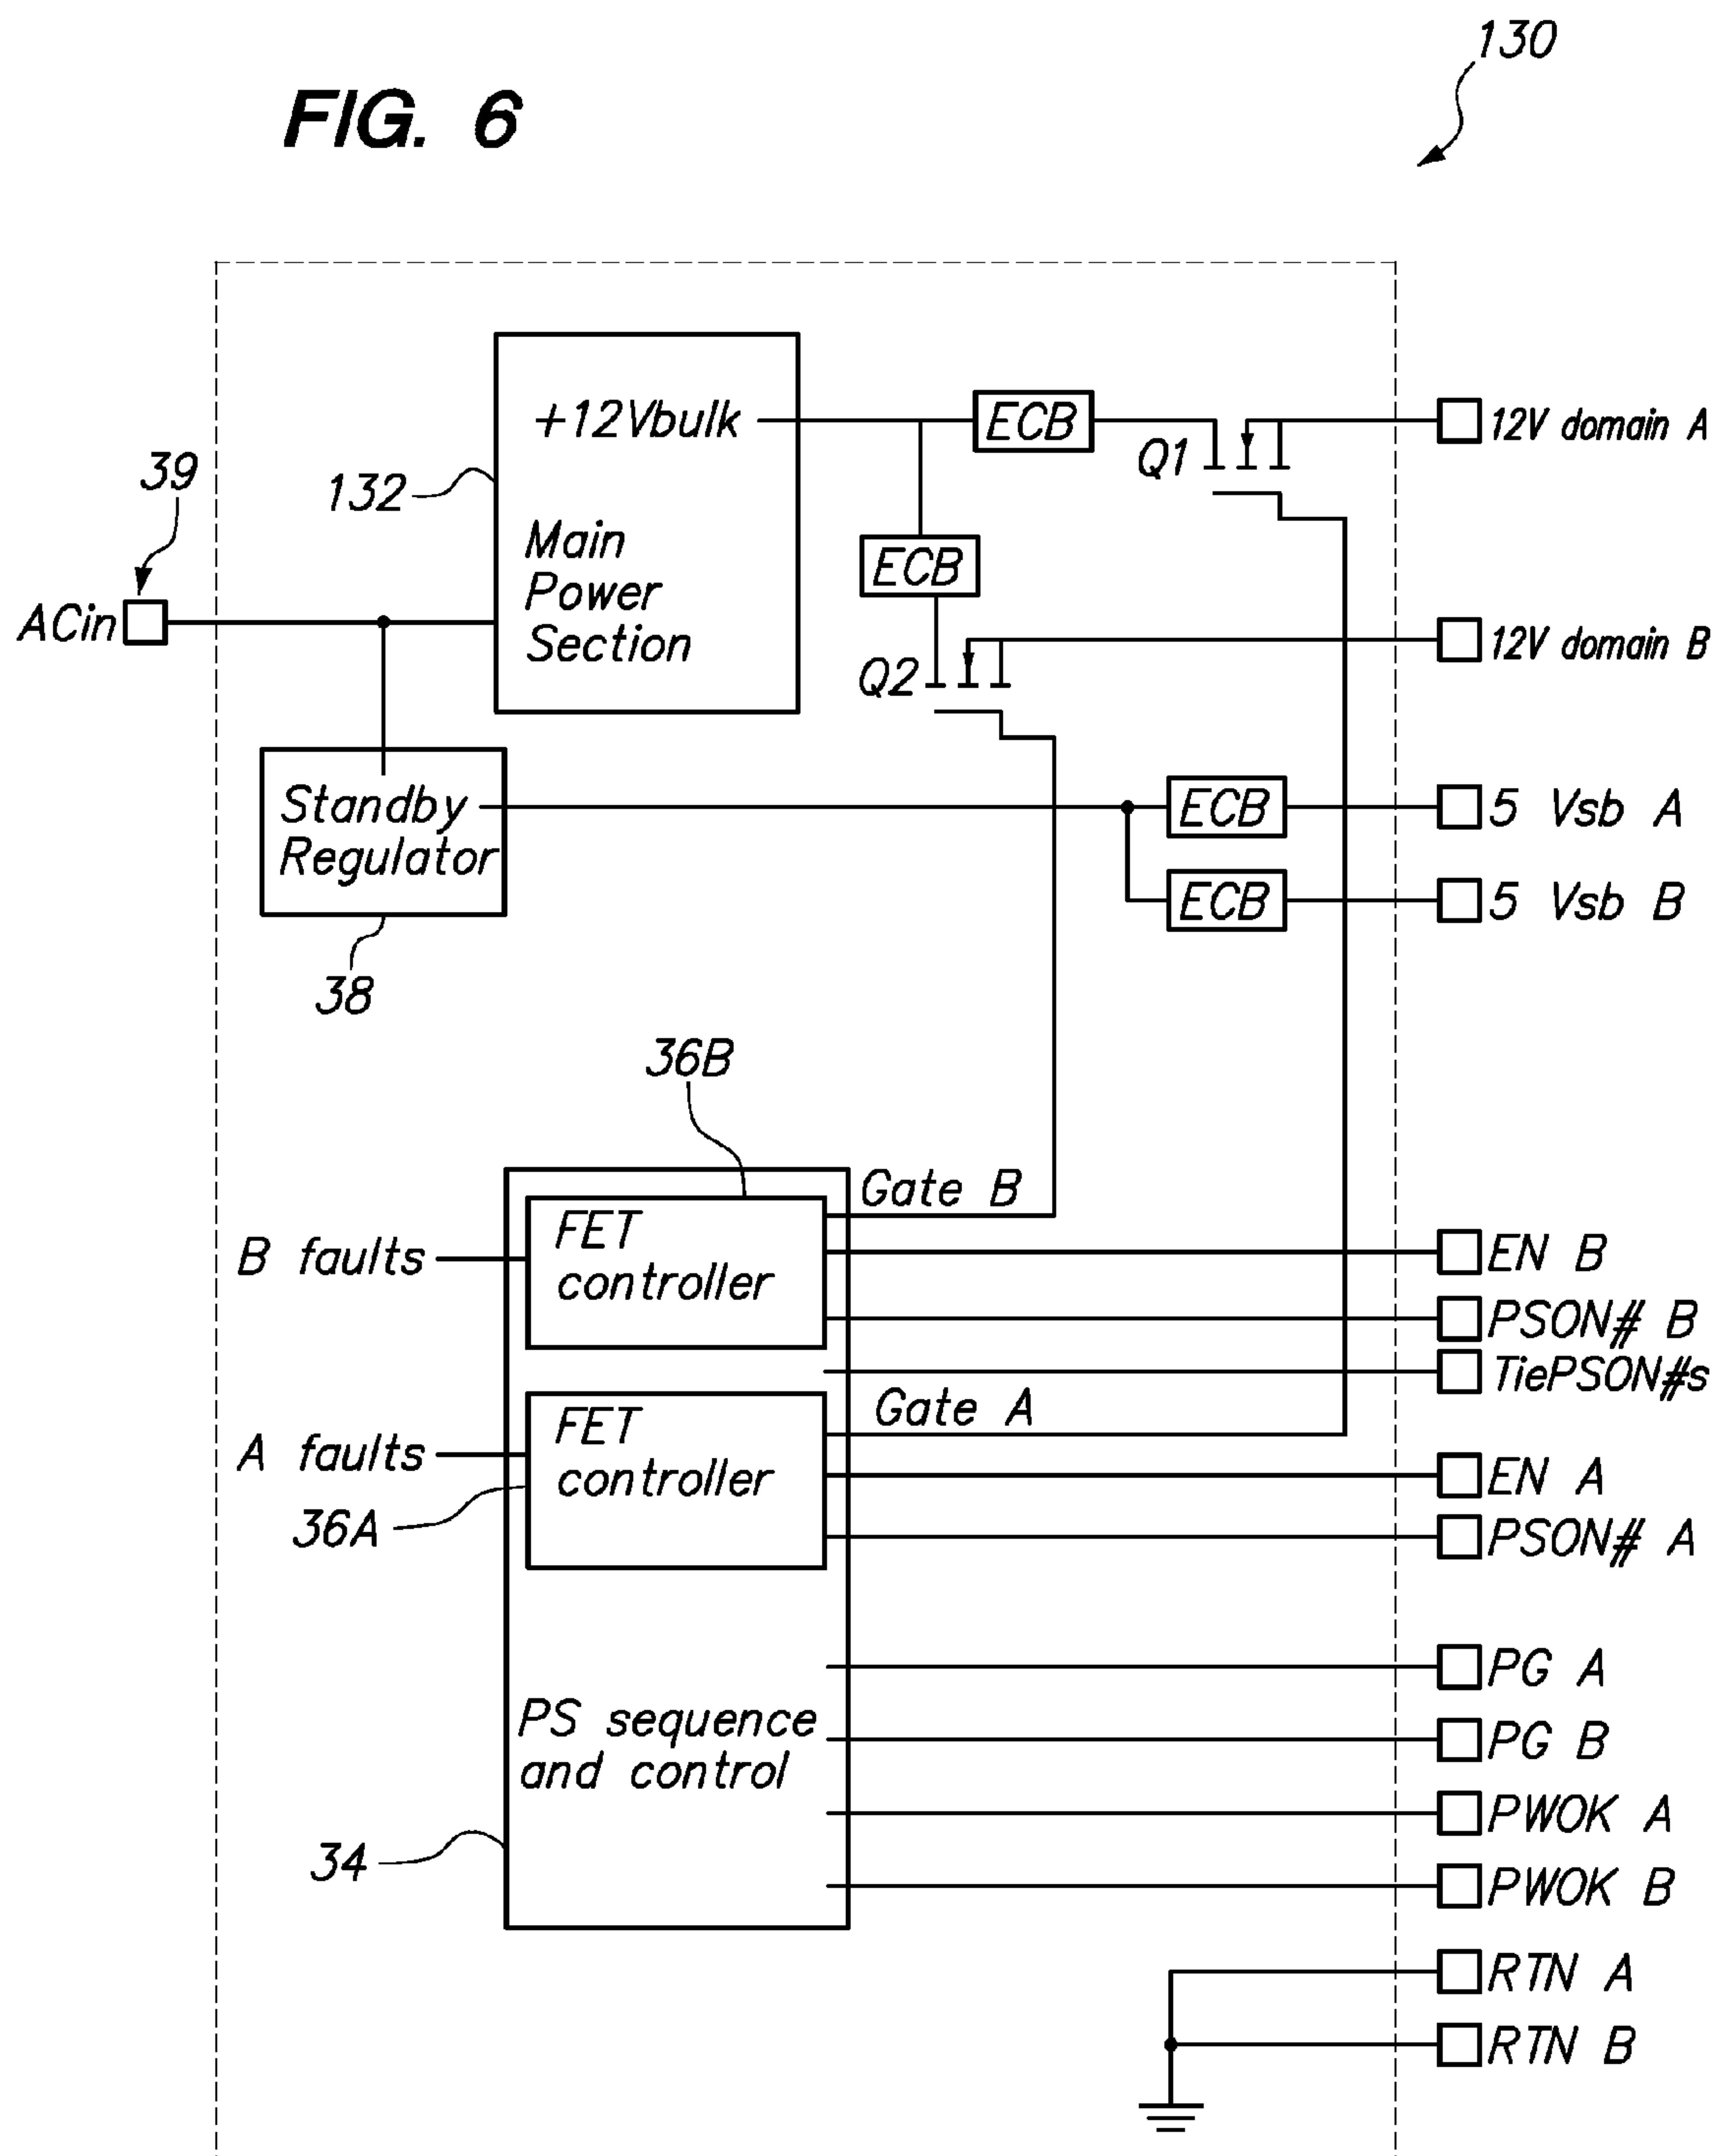 130
FIG. 6
+12Vbulk
ECB
Q1
12V domain A
39
132
Main
Power
Section
ECB
ACin
12V domain B
Q2
Standby
Regulator
ECB
5 Vsb A
ECB
5 Vsb B
38
36B
Gate B
FET
controller
B faults
EN B
PSON# B
TiePSON#s
Gate A
FET
controller
A faults
EN A
36A
PSON# A
PG A
PS sequence
and control
PG B
PWOK A
34
PWOK B
RTN A
RTN B